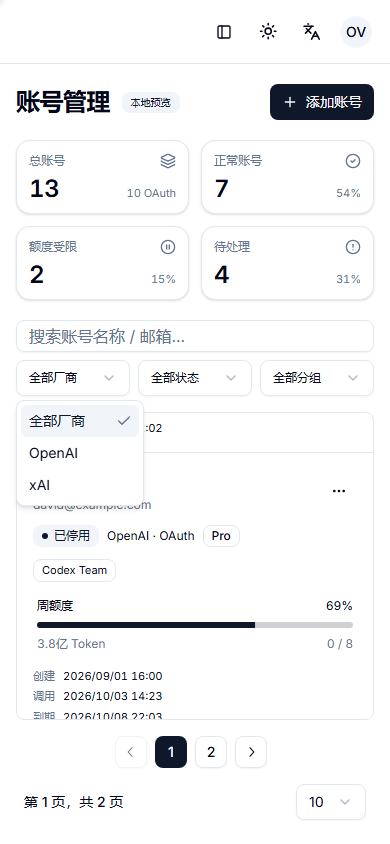 OV
账号管理
本地预览
添加账号
总账号
13
10 OAuth
正常账号
7
54%
额度受限
2
15%
待处理
4
31%
搜索账号名称 / 邮箱...
全部厂商
全部状态
全部分组
全部厂商
OpenAI
xAI
:02
david@example.com
已停用
OpenAI · OAuth
Pro
Codex Team
周额度
69%
3.8亿 Token
0 / 8
创建 2026/09/01 16:00
调用 2026/10/03 14:23
到期 2026/10/08 22:03
1
2
第 1 页，共 2 页
10